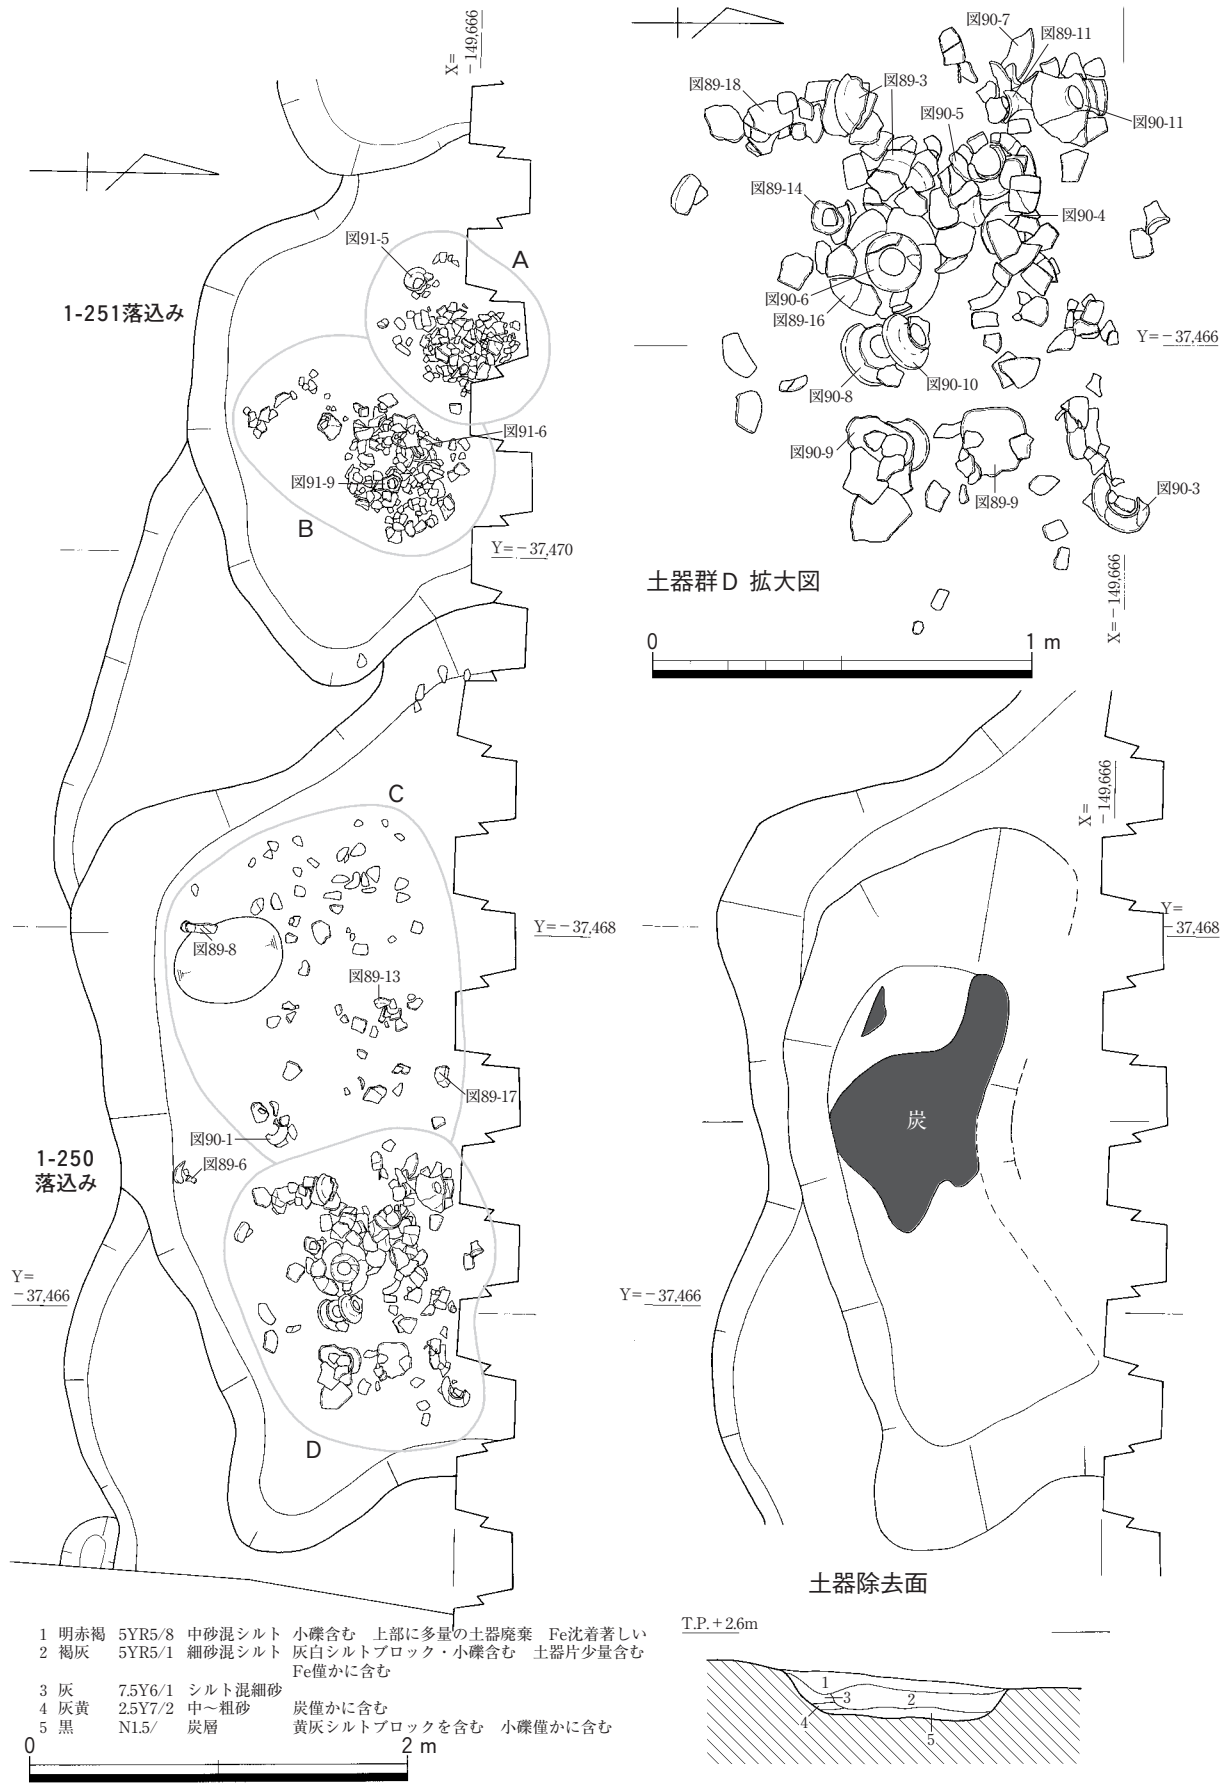 X=
－149,666
図91-5
A
1-251落込み
図91-6
図91-9
B
Y=－37,470
C
図89-8
Y=－37,468
図89-13
図89-17
図90-1
1-250
落込み
図89-6
Y=
－37,466
D
図90-7
図89-11
図89-18
図89-3
図90-5
図90-11
図89-14
図90-4
図90-6
図89-16
Y=－37,466
図90-10
図90-8
図90-9
図89-9
図90-3
土器群D 拡大図
X=－149,666
0 1 m
X=
－149,666
Y=
－37,468
炭
Y=－37,466
土器除去面
1 明赤褐 5YR5/8 中砂混シルト 小礫含む 上部に多量の土器廃棄 Fe沈着著しい
2 褐灰 5YR5/1 細砂混シルト 灰白シルトブロック・小礫含む 土器片少量含む
Fe僅かに含む
3 灰 7.5Y6/1 シルト混細砂
4 灰黄 2.5Y7/2 中～粗砂 炭僅かに含む
5 黒 N1.5/ 炭層 黄灰シルトブロックを含む 小礫僅かに含む
0 2 m
T.P.＋2.6m
1
3
2
4
5